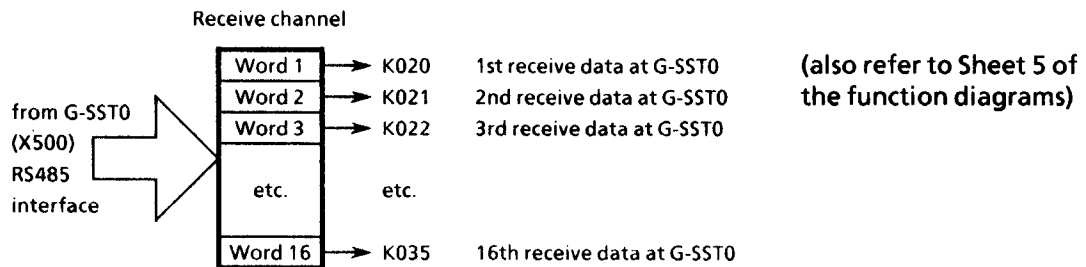 Receive channel
Word 1 K020 1st receive data at G-SST0 (also refer to Sheet 5 of
Word 2 K021 2nd receive data at G-SST0 the function diagrams)
from G-SST0
Word 3 K022 3rd receive data at G-SST0
(X500)
RS485
interface
etc. etc.
Word 16 K035 16th receive data at G-SST0